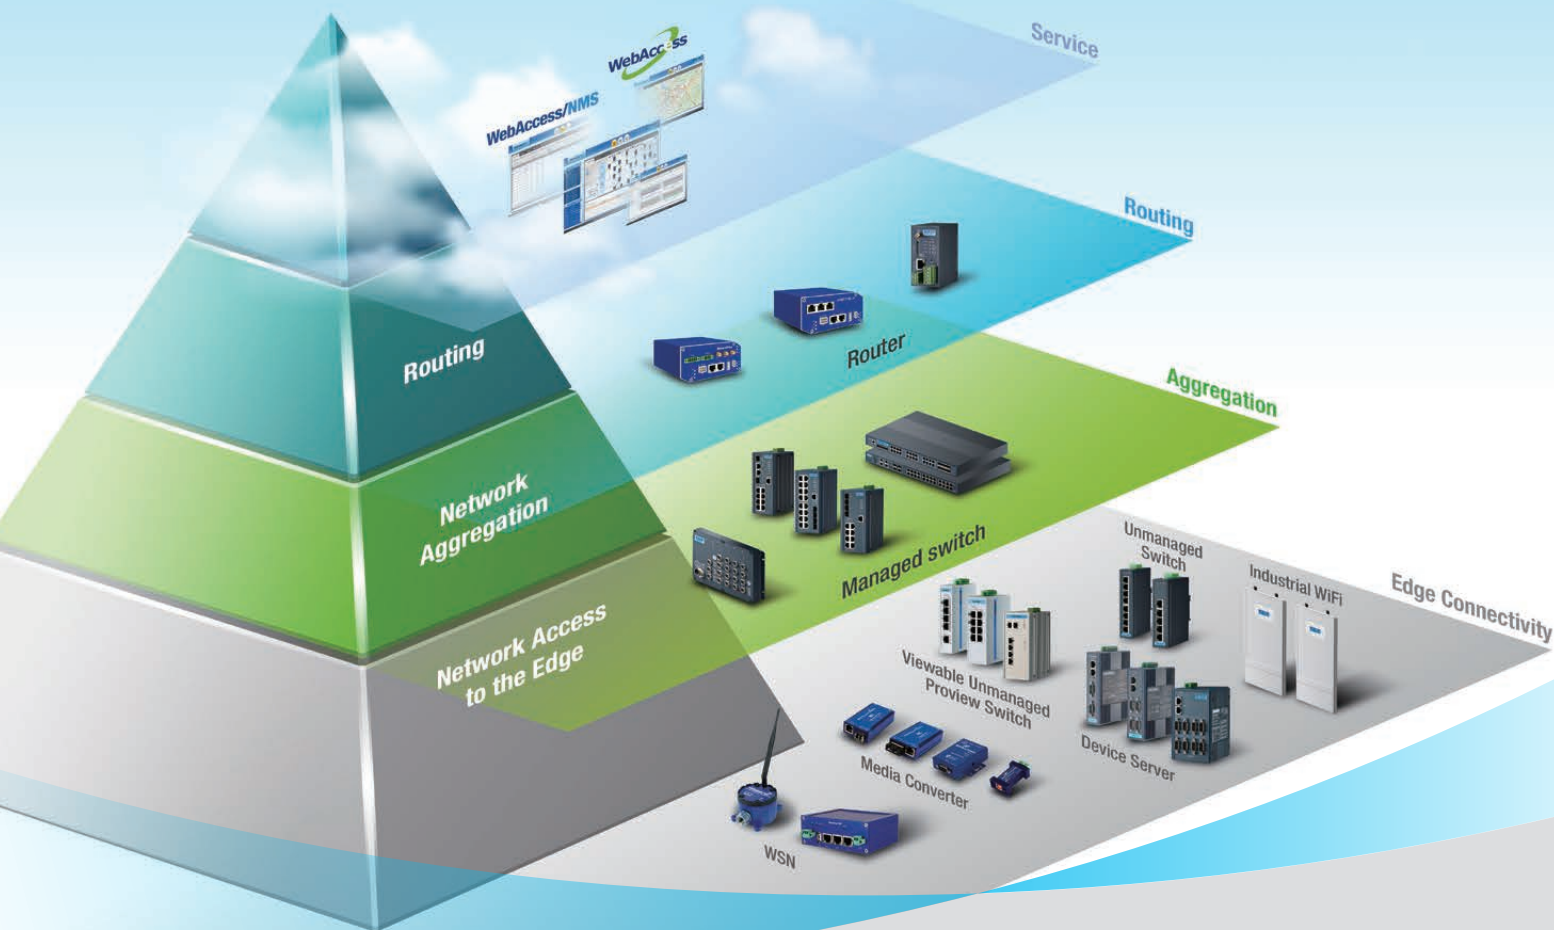 Service
WebAccess
WebAccess/NMS
Routing
Routing
Router
Aggregation
Network
Aggregation
Managed switch
Unmanaged
Switch
Industrial WiFi
Edge Connectivity
Network Access
to the Edge
Viewable Unmanaged
Proview Switch
Device Server
Media Converter
WSN